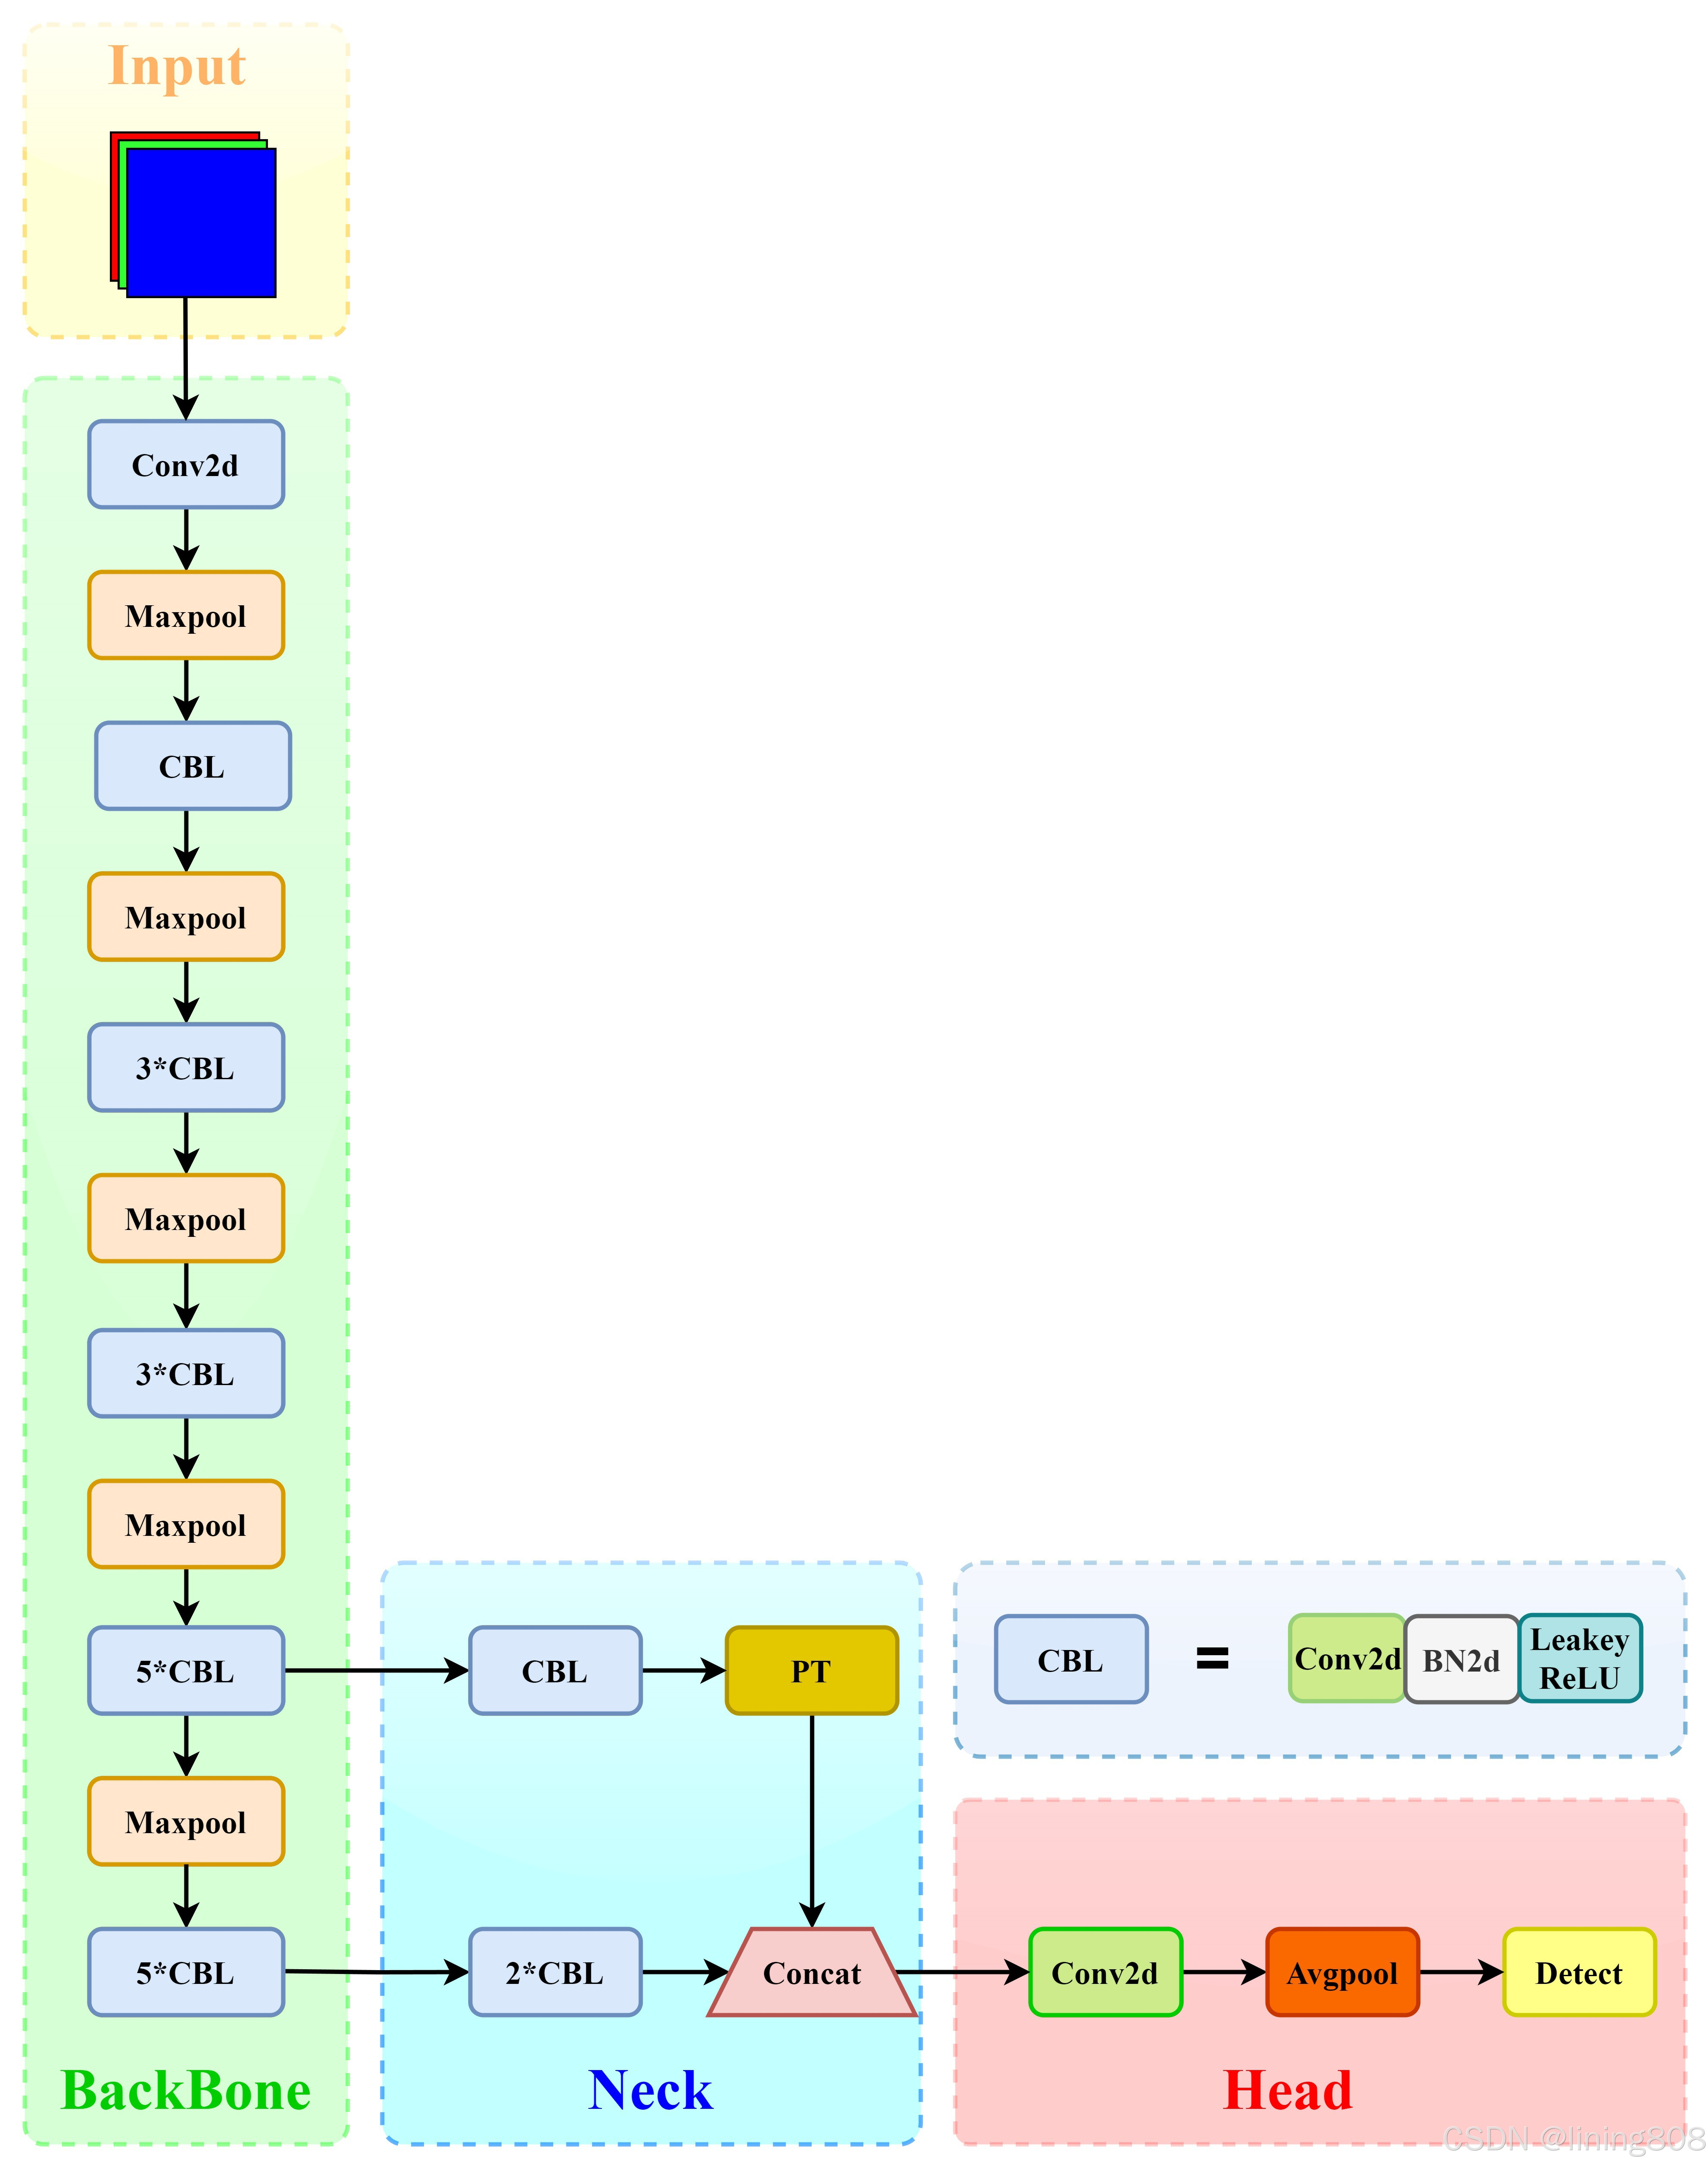 Input
Conv2d
Maxpool
CBL
Maxpool
3*CBL
Maxpool
3*CBL
Maxpool
5*CBL
Maxpool
5*CBL
BackBone
CBL
PT
2*CBL
Concat
Neck
CBL
=
Conv2d
BN2d
Leakey
ReLU
Conv2d
Avgpool
Detect
Head
CSDN @lining808